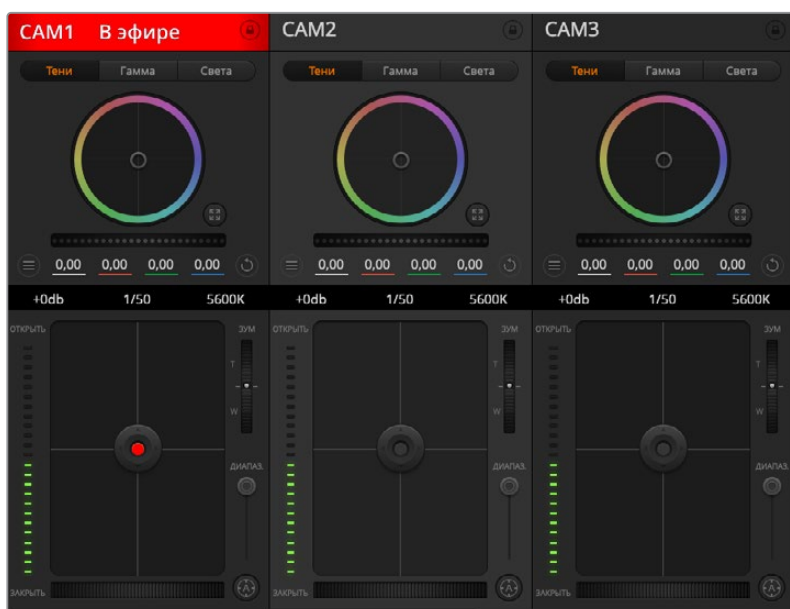 CAM1 В эфире CAM2 CAM3
Тени Гамма Света Тени Гамма Света Тени Гамма Света
0,00 0,00 0,00 0,00 0,00 0,00 0,00 0,00 0,00 0,00 0,00 0,00
+0db 1/50 5600K +0db 1/50 5600K +0db 1/50 5600K
ОТКРЫТЬ ЗУМ ОТКРЫТЬ ЗУМ ОТКРЫТЬ ЗУМ
T T T
W W W
ДИАПАЗ. ДИАПАЗ. ДИАПАЗ.
ЗАКРЫТЬ A ЗАКРЫТЬ A ЗАКРЫТЬ A